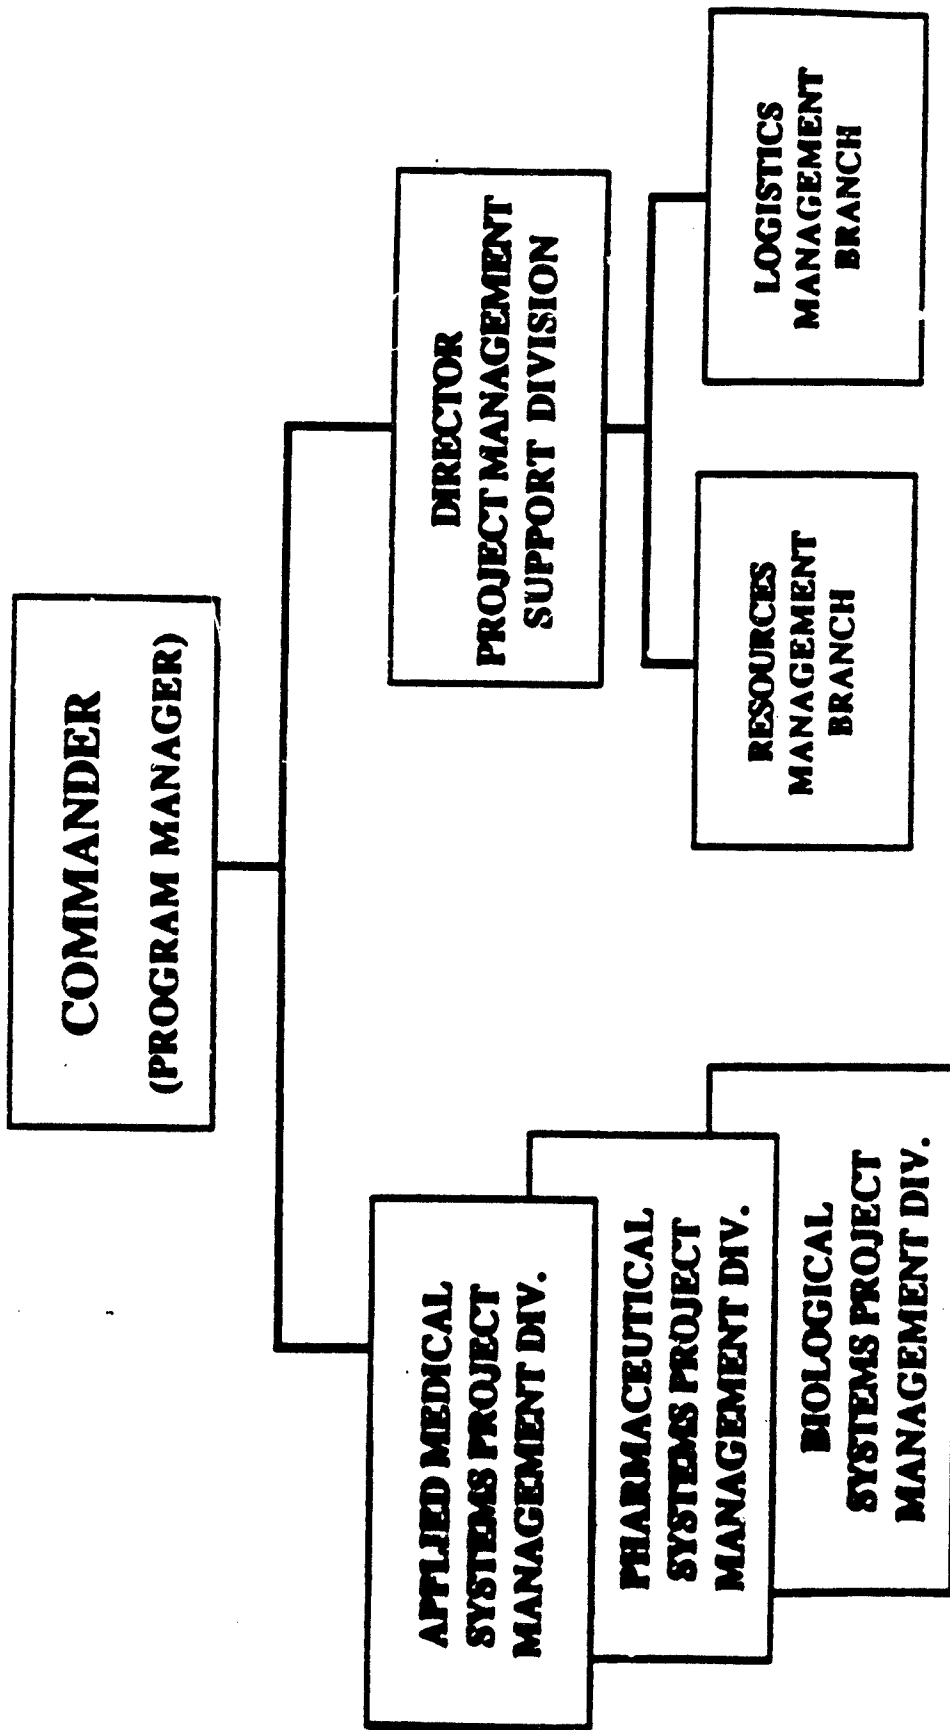 COMMANDER
(PROGRAM MANAGER)
APPLIED MEDICAL
SYSTEMS PROJECT
MANAGEMENT DIV.
PHARMACEUTICAL
SYSTEMS PROJECT
MANAGEMENT DIV.
BIOLOGICAL
SYSTEMS PROJECT
MANAGEMENT DIV.
DIRECTOR
PROJECT MANAGEMENT
SUPPORT DIVISION
RESOURCES
MANAGEMENT
BRANCH
LOGISTICS
MANAGEMENT
BRANCH